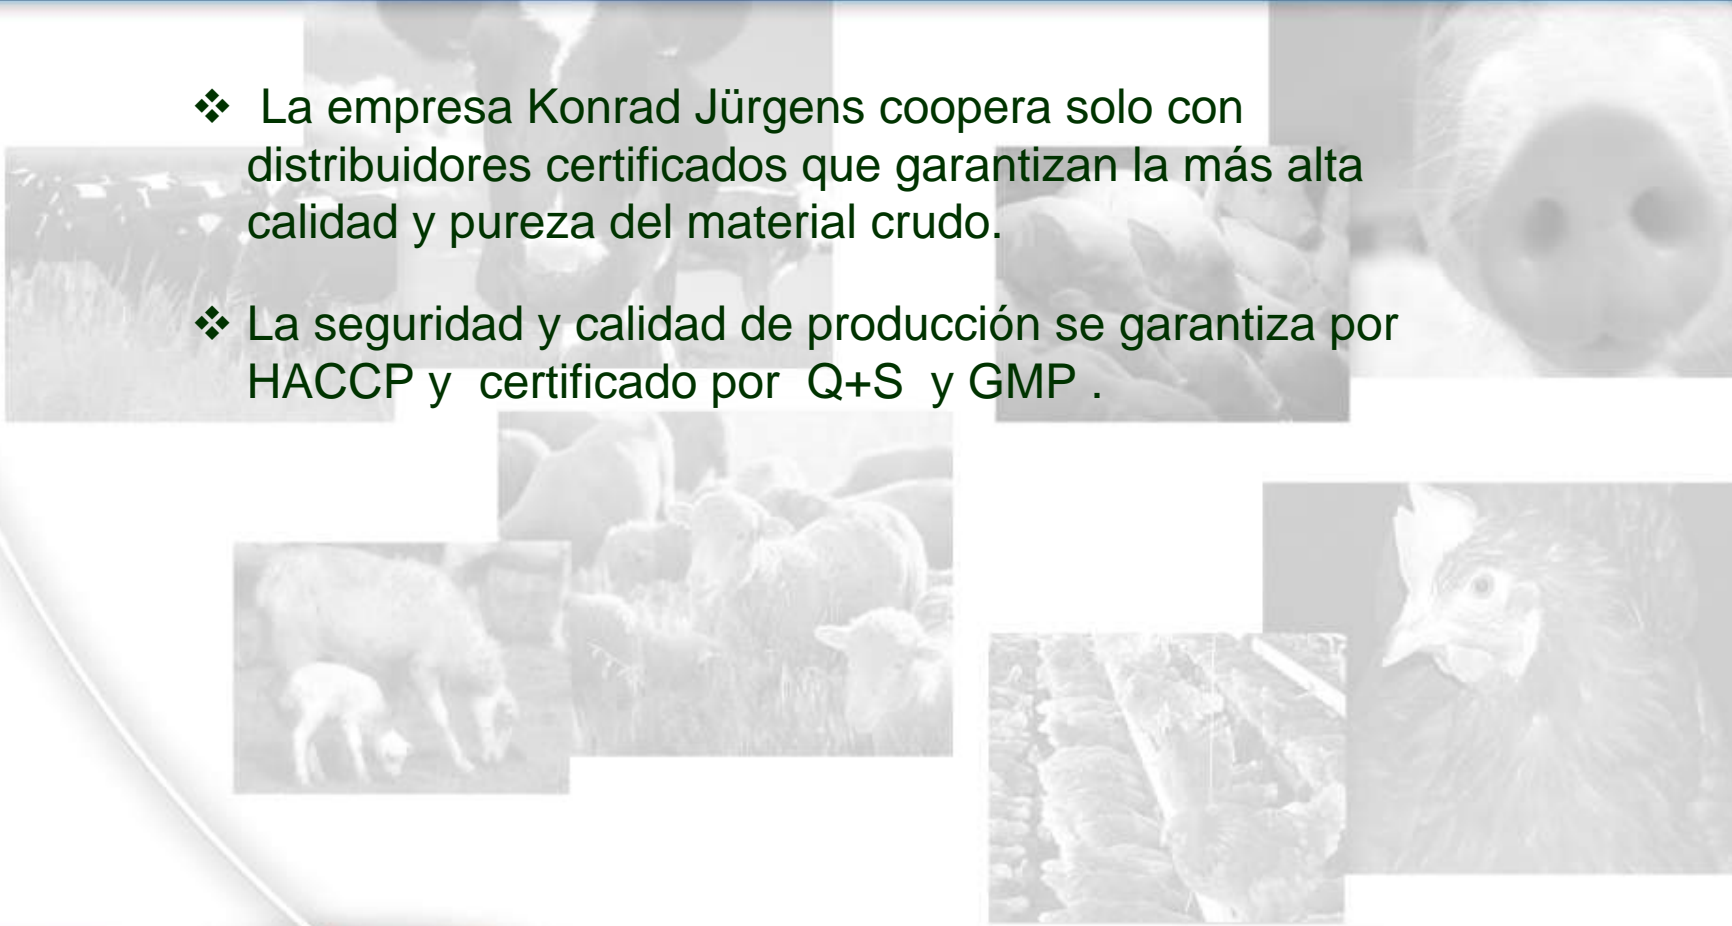 ❖ La empresa Konrad Jürgens coopera solo con
distribuidores certificados que garantizan la más alta
calidad y pureza del material crudo.
❖ La seguridad y calidad de producción se garantiza por
HACCP y certificado por Q+S y GMP .